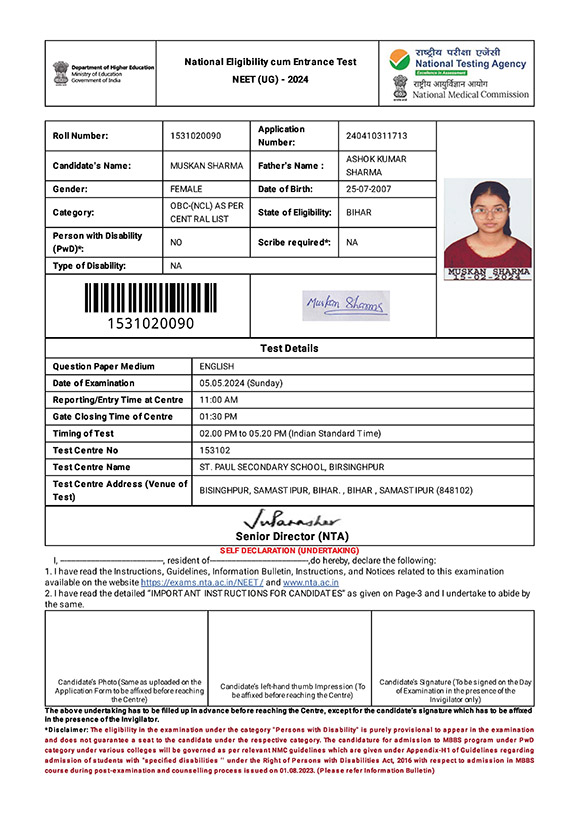 Department of Higher Education
Ministry of Education
Government of India
National Eligibility cum Entrance Test
NEET (UG) - 2024
राष्ट्रीय परीक्षा एजेंसी
National Testing Agency
Excellence in Assessment
राष्ट्रीय आयुर्विज्ञान आयोग
National Medical Commission
Roll Number: 1531020090 Application Number: 240410311713
Candidate's Name: MUSKAN SHARMA Father's Name : ASHOK KUMAR SHARMA
Gender: FEMALE Date of Birth: 25-07-2007
Category: OBC-(NCL) AS PER CENTRAL LIST State of Eligibility: BIHAR
Person with Disability (PwD)*: NO Scribe required*: NA
Type of Disability: NA
MUSKAN SHARMA
15-02-2024
1531020090
Muskan Sharma
Test Details
Question Paper Medium ENGLISH
Date of Examination 05.05.2024 (Sunday)
Reporting/Entry Time at Centre 11:00 AM
Gate Closing Time of Centre 01:30 PM
Timing of Test 02.00 PM to 05.20 PM (Indian Standard Time)
Test Centre No 153102
Test Centre Name ST. PAUL SECONDARY SCHOOL, BIRSINGHPUR
Test Centre Address (Venue of Test) BISINGHPUR, SAMASTIPUR, BIHAR. , BIHAR , SAMASTIPUR (848102)
Senior Director (NTA)
SELF DECLARATION (UNDERTAKING)
I, ------------------------------, resident of------------------------------,do hereby, declare the following:
1. I have read the Instructions, Guidelines, Information Bulletin, Instructions, and Notices related to this examination
available on the website https://exams.nta.ac.in/NEET/ and www.nta.ac.in
2. I have read the detailed "IMPORTANT INSTRUCTIONS FOR CANDIDATES" as given on Page-3 and I undertake to abide by
the same.
Candidate's Photo(Same as uploaded on the Application Form to be affixed before reaching the Centre)
Candidate's left-hand thumb Impression (To be affixed before reaching the Centre)
Candidate's Signature (To be signed on the Day of Examination in the presence of the Invigilator only)
The above undertaking has to be filled up in advance before reaching the Centre, except for the candidate's signature which has to be affixed
in the presence of the Invigilator.
*Disclaimer: The eligibility in the examination under the category "Persons with Disability" is purely provisional to appear in the examination
and does not guarantee a seat to the candidate under the respective category. The candidature for admission to MBBS program under PwD
category under various colleges will be governed as per relevant NMC guidelines which are given under Appendix-H1 of Guidelines regarding
admission of students with "specified disabilities " under the Right of Persons with Disabilities Act, 2016 with respect to admission in MBBS
course during post-examination and counselling process is issued on 01.08.2023. (Please refer Information Bulletin)